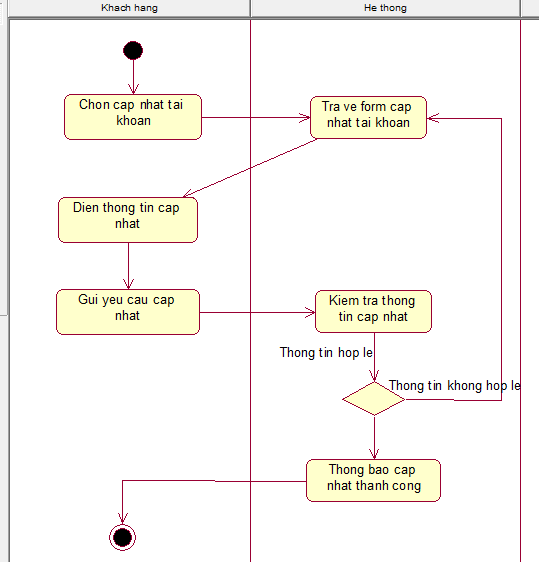 Khach hang
He thong
Chon cap nhat tai
khoan
Tra ve form cap
nhat tai khoan
Dien thong tin cap
nhat
Gui yeu cau cap
nhat
Kiem tra thong
tin cap nhat
Thong tin hop le
Thong tin khong hop le
Thong bao cap
nhat thanh cong